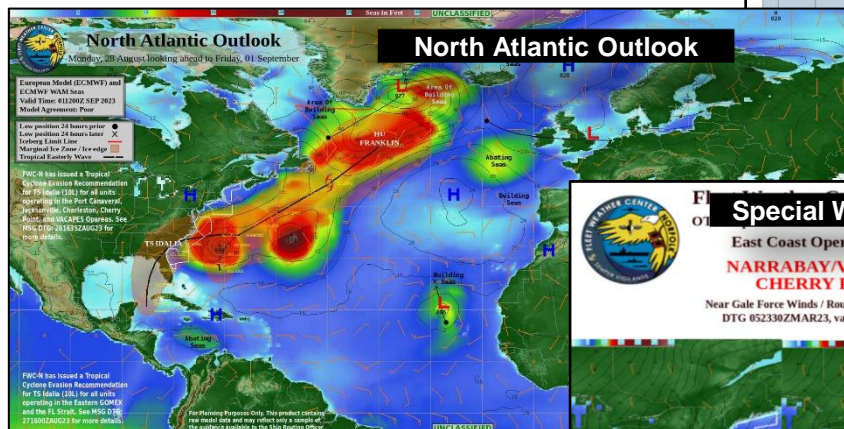 Seas in Feet
UNCLASSIFIED
North Atlantic Outlook
Monday, 28 August looking ahead to Friday, 01 September
North Atlantic Outlook
European Model (ECMWF) and
ECMWF WAM Seas
Valid Time: 011200Z SEP 2023
Model Agreement: Poor
Low position 24 hours prior
Low position 24 hours later X
Iceberg Limit Line
Marginal Ice Zone / Ice edge
Tropical Easterly Wave
FWC-N has issued a Tropical
Cyclone Evasion Recommendation
for TS Idalia (10L) for all units
operating in the Port Canaveral,
Jacksonville, Charleston, Cherry
Point, and VACAPES Opareas. See
MSG DTG: 281635ZAUG23 for
more details.
Area Of
Building
Seas
L
977
Area Of
Building
Seas
HU
FRANKLIN
H
Seas
L
Abating
Seas
H
H
Building
Seas
H
TS IDALIA
Building
Seas
L
H
Abating
Seas
FWC-N has issued a Tropical
Cyclone Evasion Recommendation
for TS Idalia (10L) for all units
operating in the Eastern GOMEX
and the FL Strait. See MSG DTG:
271600ZAUG23 for more details.
For Planning Purposes Only. This product contains
raw model data and may reflect only a sample of
the guidance available to the Ship Routing Officer.
UNCLASSIFIED
FLEET WEATHER CENTER NORFOLK
SEMPER VIGILANTIS
Special W
East Coast Oper
NARRABAY/V
CHERRY
Near Gale Force Winds / Rou
DTG 052330ZMAR23, va